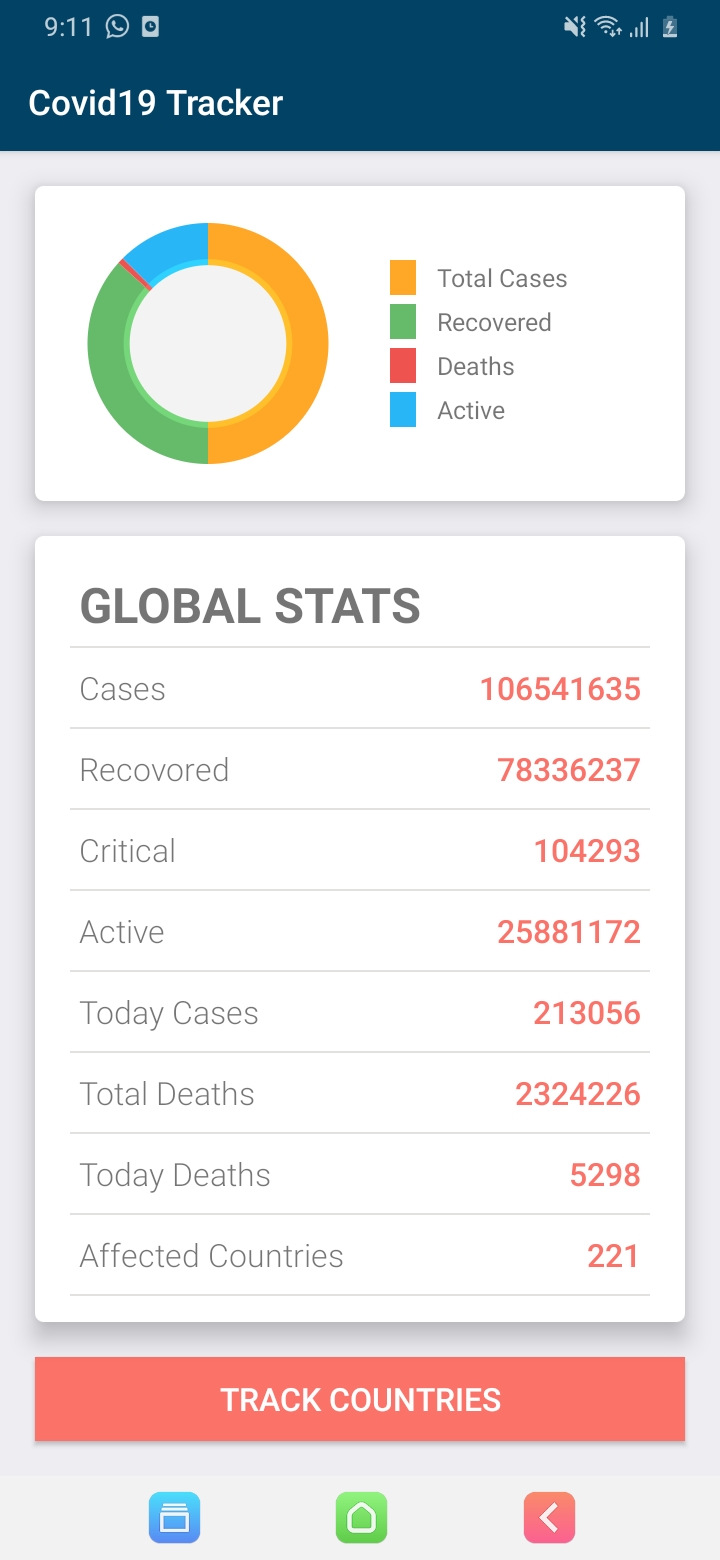 9:11
Covid19 Tracker
Total Cases
Recovered
Deaths
Active
GLOBAL STATS
Cases 106541635
Recovored 78336237
Critical 104293
Active 25881172
Today Cases 213056
Total Deaths 2324226
Today Deaths 5298
Affected Countries 221
TRACK COUNTRIES